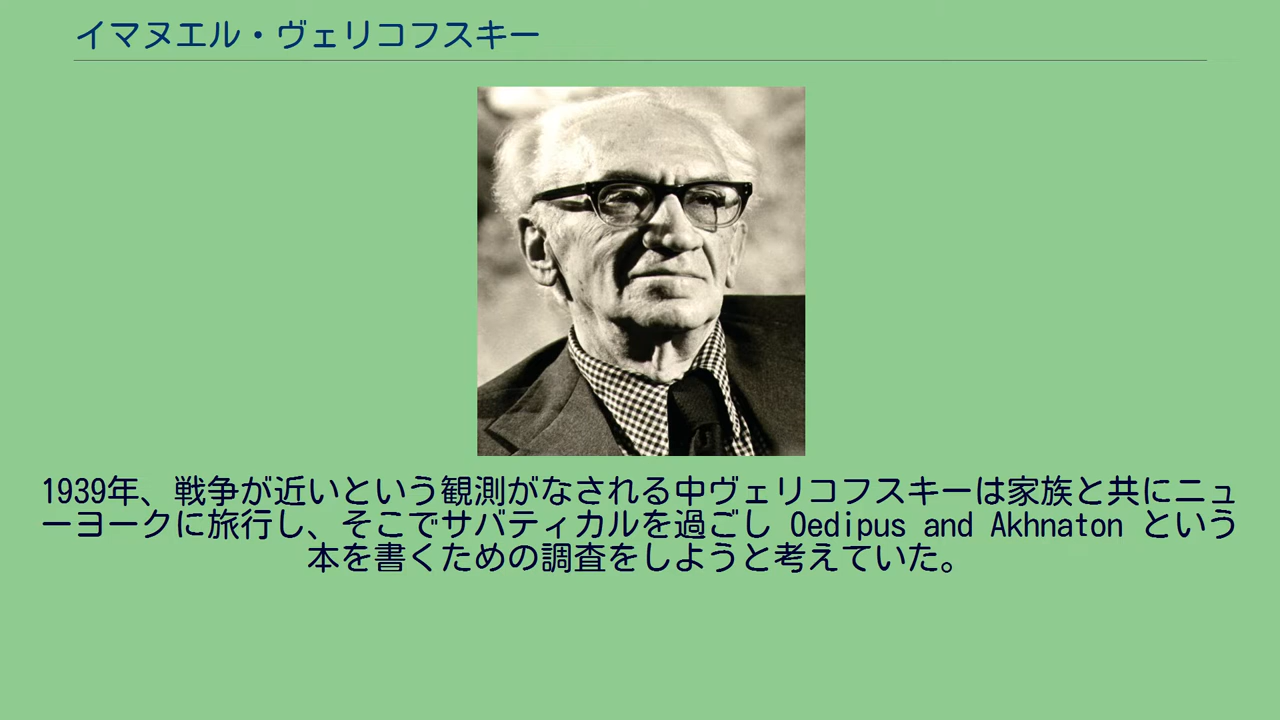 イマヌエル・ヴェリコフスキー
1939年、戦争が近いという観測がなされる中ヴェリコフスキーは家族と共にニュ
ーヨークに旅行し、そこでサバティカルを過ごし Oedipus and Akhnaton という
本を書くための調査をしようと考えていた。